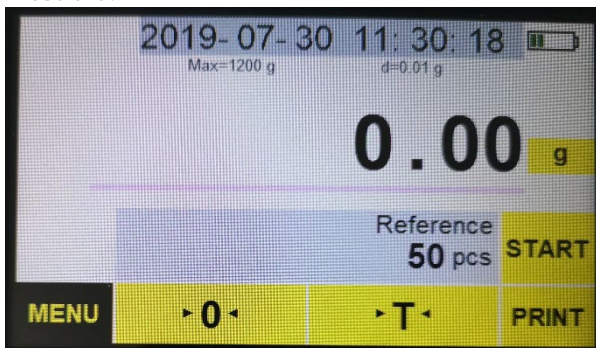 2019-07-30 11:30:18
Max=1200 g d=0.01 g
0.00 g
Reference
50 pcs START
MENU ▸0◂ ▸T◂ PRINT